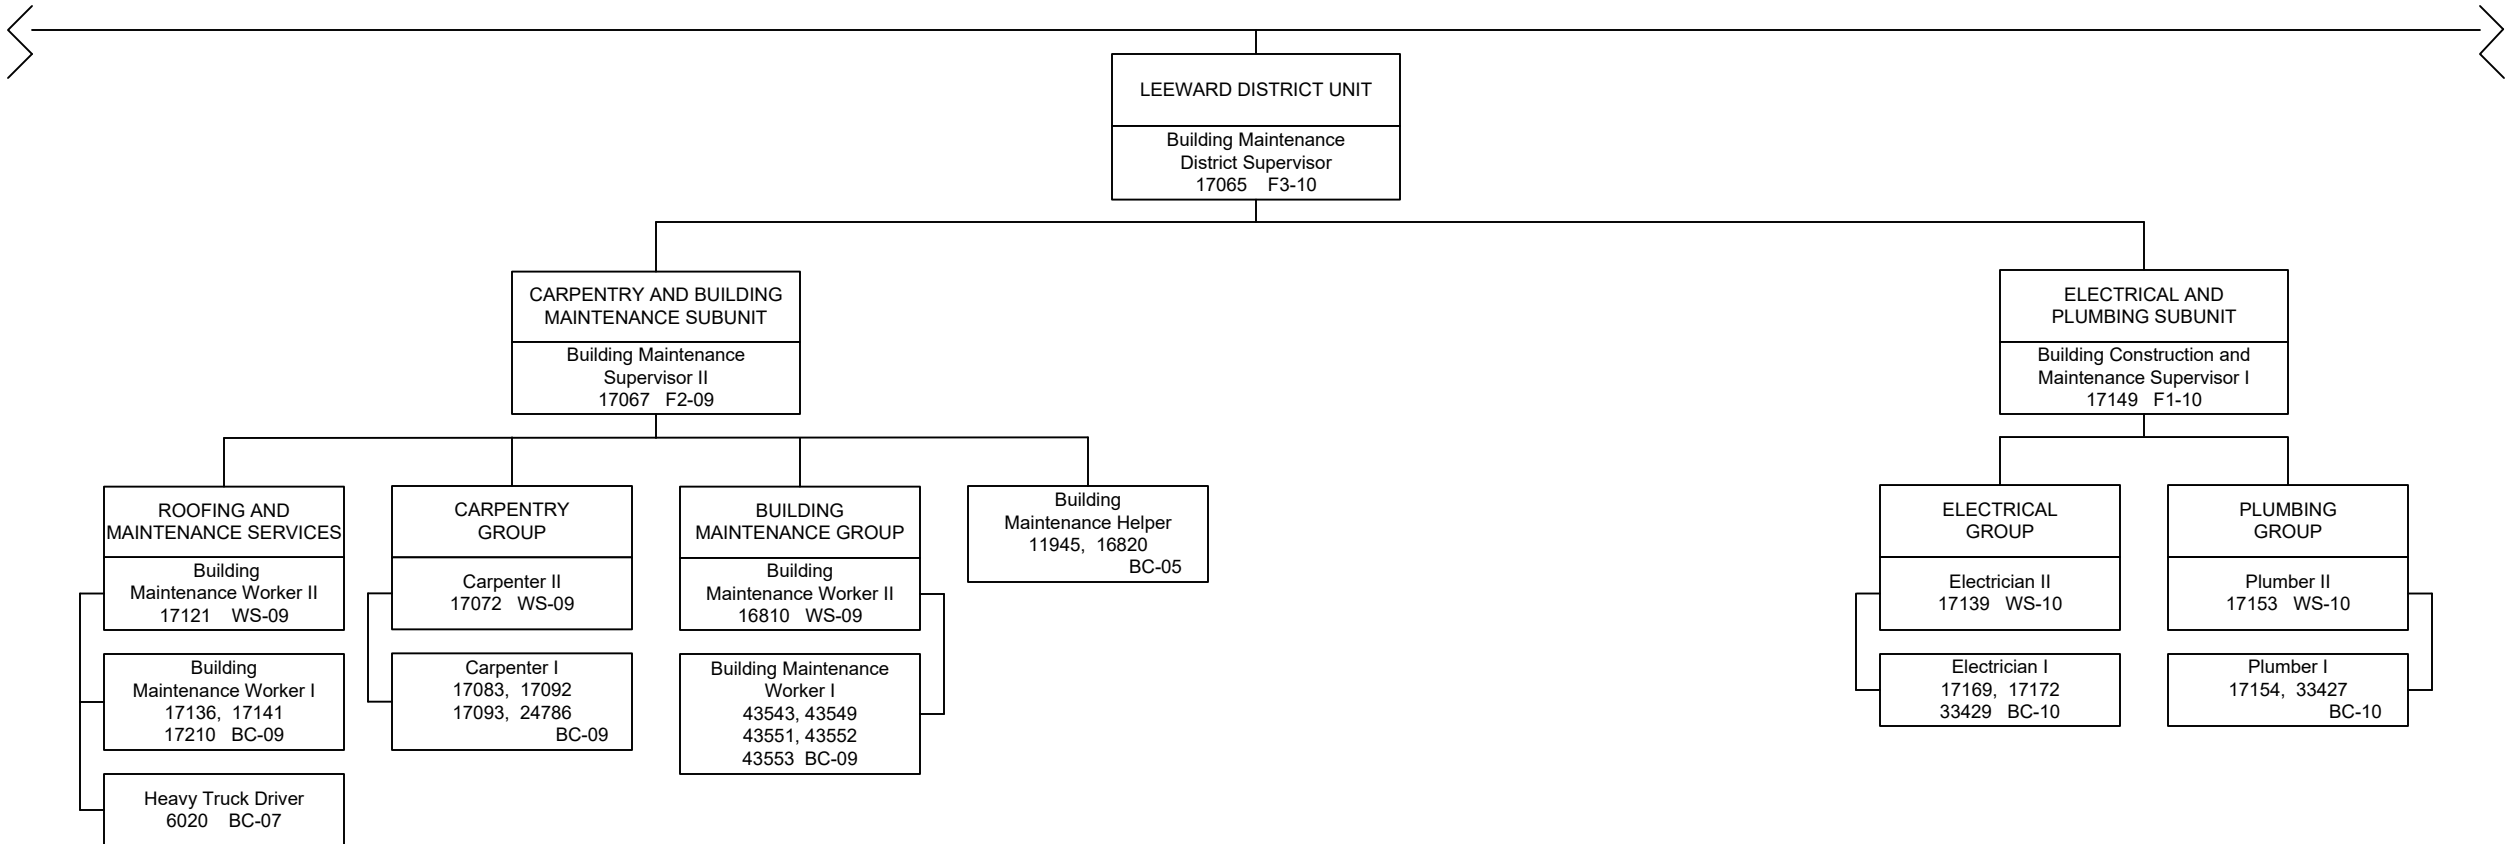 LEEWARD DISTRICT UNIT
Building Maintenance
District Supervisor
17065 F3-10
CARPENTRY AND BUILDING
MAINTENANCE SUBUNIT
Building Maintenance
Supervisor II
17067 F2-09
ELECTRICAL AND
PLUMBING SUBUNIT
Building Construction and
Maintenance Supervisor I
17149 F1-10
ROOFING AND
MAINTENANCE SERVICES
Building
Maintenance Worker II
17121 WS-09
Building
Maintenance Worker I
17136, 17141
17210 BC-09
Heavy Truck Driver
6020 BC-07
CARPENTRY
GROUP
Carpenter II
17072 WS-09
Carpenter I
17083, 17092
17093, 24786
BC-09
BUILDING
MAINTENANCE GROUP
Building
Maintenance Worker II
16810 WS-09
Building Maintenance
Worker I
43543, 43549
43551, 43552
43553 BC-09
Building
Maintenance Helper
11945, 16820
BC-05
ELECTRICAL
GROUP
Electrician II
17139 WS-10
Electrician I
17169, 17172
33429 BC-10
PLUMBING
GROUP
Plumber II
17153 WS-10
Plumber I
17154, 33427
BC-10